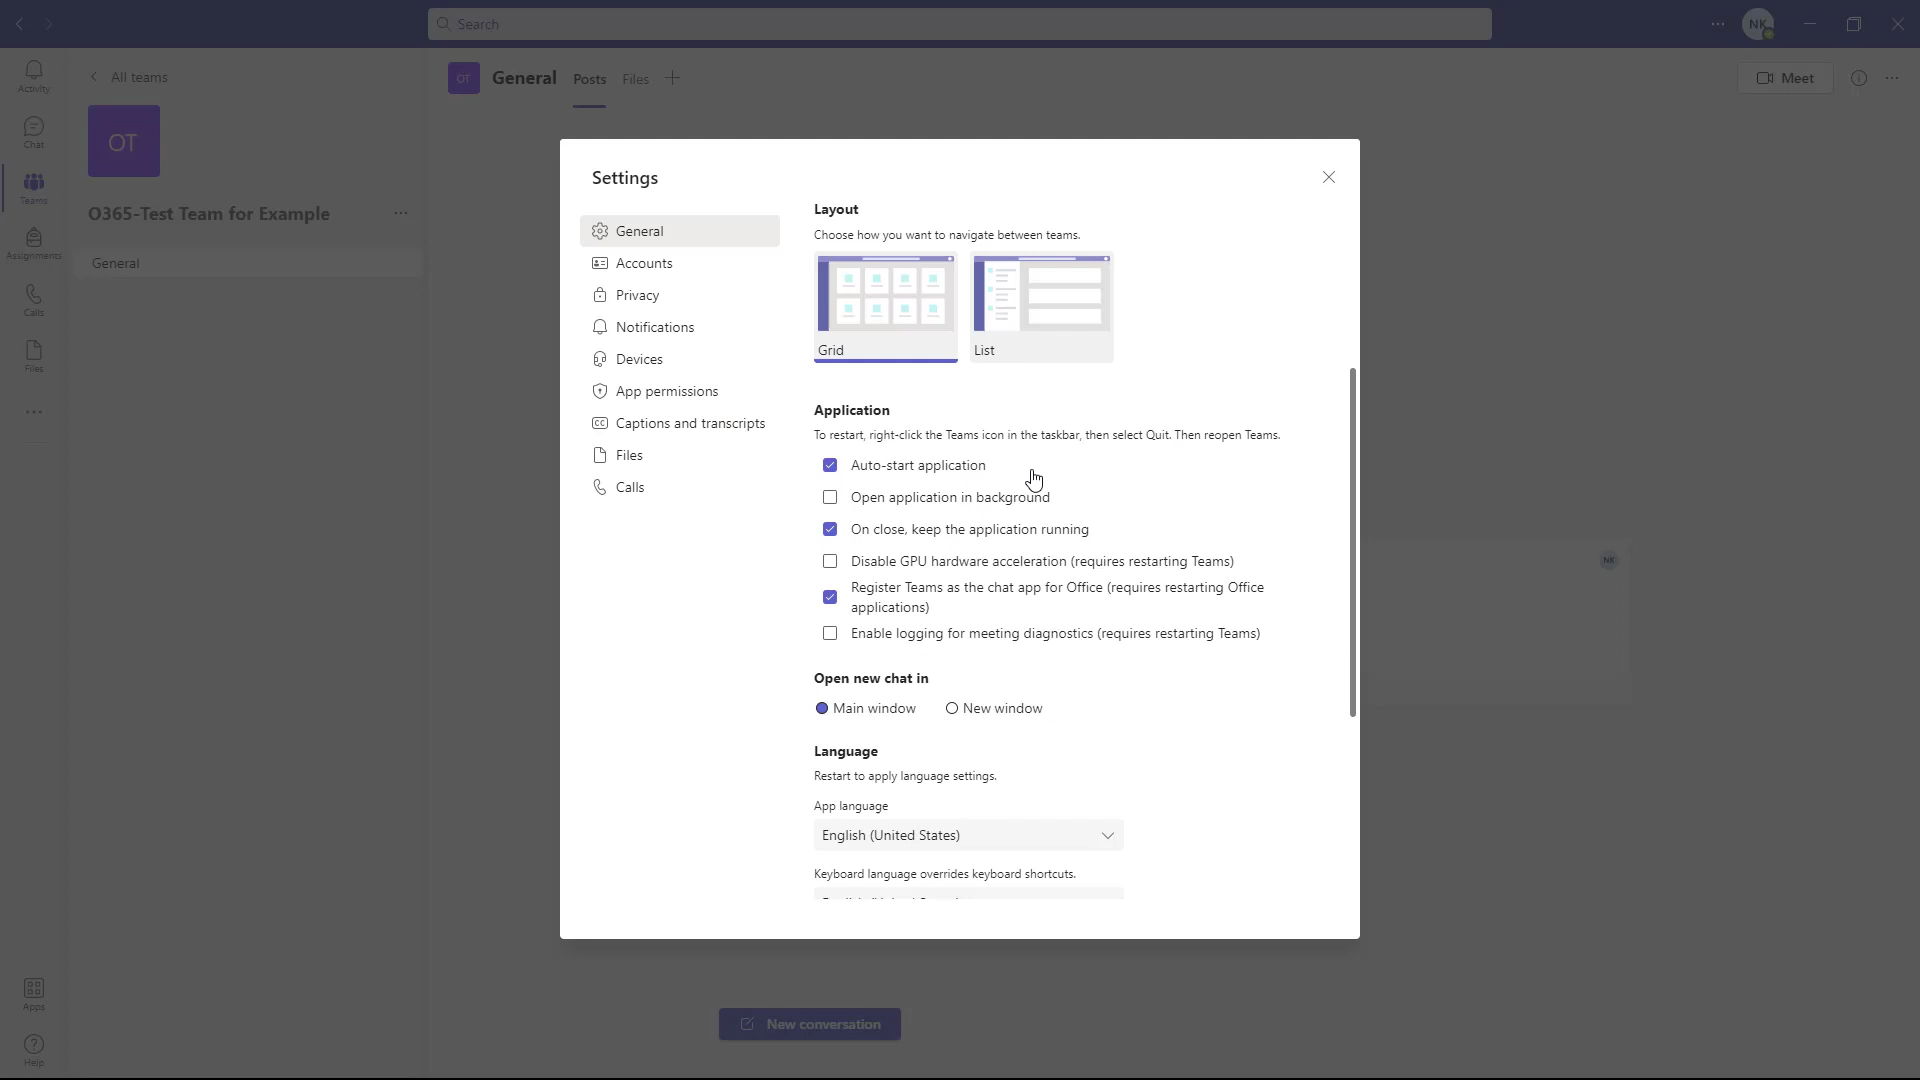 Search
NK
Activity
Chat
Teams
Assignments
Calls
Files
Apps
Help
All teams
OT
O365-Test Team for Example
General
OT
General
Posts
Files
Meet
Settings
General
Accounts
Privacy
Notifications
Devices
App permissions
CC Captions and transcripts
Files
Calls
Layout
Choose how you want to navigate between teams.
Grid
List
Application
To restart, right-click the Teams icon in the taskbar, then select Quit. Then reopen Teams.
Auto-start application
Open application in background
On close, keep the application running
Disable GPU hardware acceleration (requires restarting Teams)
Register Teams as the chat app for Office (requires restarting Office
applications)
Enable logging for meeting diagnostics (requires restarting Teams)
Open new chat in
Main window
New window
Language
Restart to apply language settings.
App language
English (United States)
Keyboard language overrides keyboard shortcuts.
NK
New conversation